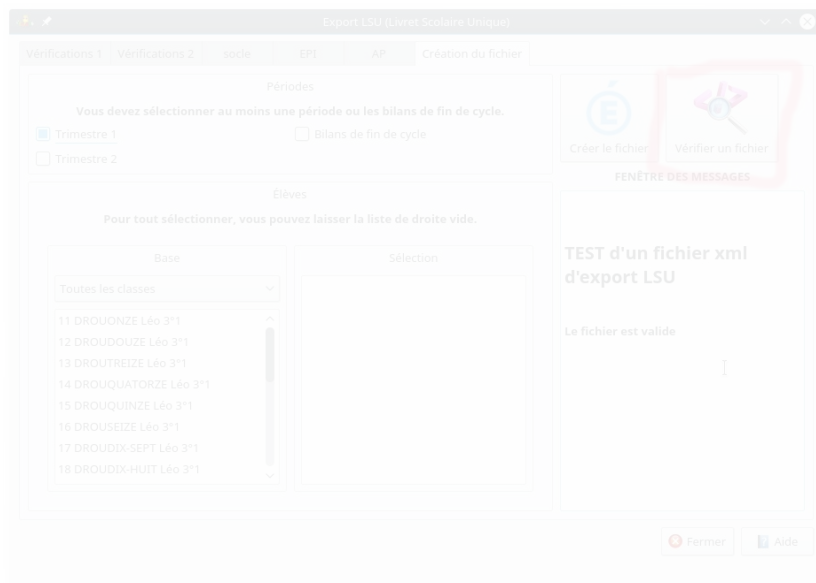 Export LSU (Livret Scolaire Unique)
Vérifications 1 Vérifications 2 socle EPI AP Création du fichier
Périodes
Vous devez sélectionner au moins une période ou les bilans de fin de cycle.
Trimestre 1 Bilans de fin de cycle
Trimestre 2
Élèves
Pour tout sélectionner, vous pouvez laisser la liste de droite vide.
Base Sélection
Toutes les classes
11 DROUONZE Léo 3°1
12 DROUDOUZE Léo 3°1
13 DROUTREIZE Léo 3°1
14 DROUQUATORZE Léo 3°1
15 DROUQUINZE Léo 3°1
16 DROUSEIZE Léo 3°1
17 DROUDIX-SEPT Léo 3°1
18 DROUDIX-HUIT Léo 3°1
É
Créer le fichier Vérifier un fichier
FENÊTRE DES MESSAGES
TEST d'un fichier xml
d'export LSU
Le fichier est valide
Fermer Aide